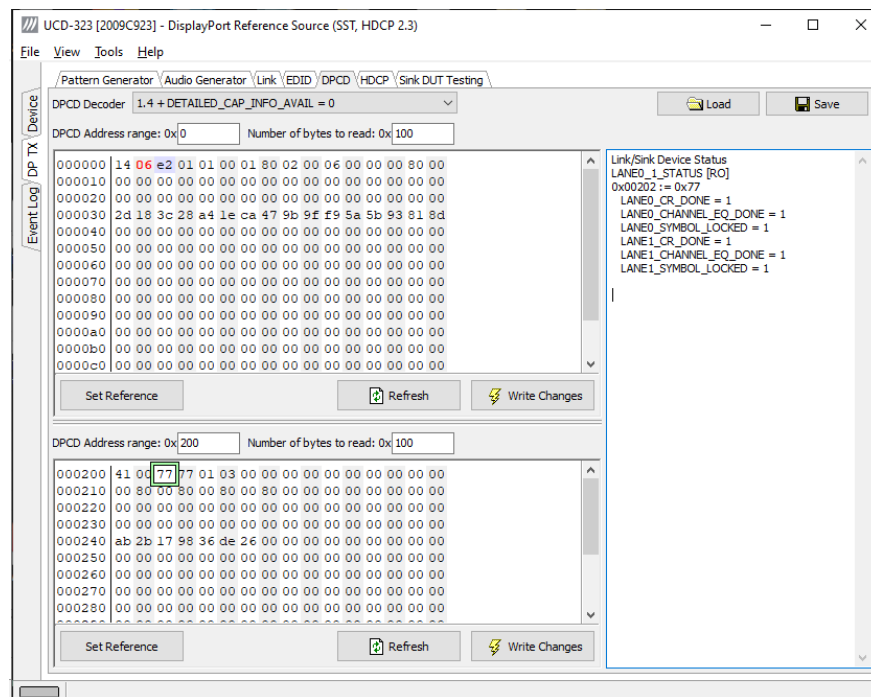 UCD-323 [2009C923] - DisplayPort Reference Source (SST, HDCP 2.3)
File View Tools Help
Pattern Generator Audio Generator Link EDID DPCD HDCP Sink DUT Testing
Device
DP TX
Event Log
DPCD Decoder 1.4 + DETAILED_CAP_INFO_AVAIL = 0
Load Save
DPCD Address range: 0x 0 Number of bytes to read: 0x 100
000000 14 06 e2 01 01 00 01 80 02 00 06 00 00 00 80 00
000010 00 00 00 00 00 00 00 00 00 00 00 00 00 00 00 00
000020 00 00 00 00 00 00 00 00 00 00 00 00 00 00 00 00
000030 2d 18 3c 28 a4 1e ca 47 9b 9f f9 5a 5b 93 81 8d
000040 00 00 00 00 00 00 00 00 00 00 00 00 00 00 00 00
000050 00 00 00 00 00 00 00 00 00 00 00 00 00 00 00 00
000060 00 00 00 00 00 00 00 00 00 00 00 00 00 00 00 00
000070 00 00 00 00 00 00 00 00 00 00 00 00 00 00 00 00
000080 00 00 00 00 00 00 00 00 00 00 00 00 00 00 00 00
000090 00 00 00 00 00 00 00 00 00 00 00 00 00 00 00 00
0000a0 00 00 00 00 00 00 00 00 00 00 00 00 00 00 00 00
0000b0 00 00 00 00 00 00 00 00 00 00 00 00 00 00 00 00
0000c0 00 00 00 00 00 00 00 00 00 00 00 00 00 00 00 00
Set Reference Refresh Write Changes
DPCD Address range: 0x 200 Number of bytes to read: 0x 100
000200 41 00 77 77 01 03 00 00 00 00 00 00 00 00 00 00
000210 00 80 00 80 00 80 00 80 00 00 00 00 00 00 00 00
000220 00 00 00 00 00 00 00 00 00 00 00 00 00 00 00 00
000230 00 00 00 00 00 00 00 00 00 00 00 00 00 00 00 00
000240 ab 2b 17 98 36 de 26 00 00 00 00 00 00 00 00 00
000250 00 00 00 00 00 00 00 00 00 00 00 00 00 00 00 00
000260 00 00 00 00 00 00 00 00 00 00 00 00 00 00 00 00
000270 00 00 00 00 00 00 00 00 00 00 00 00 00 00 00 00
000280 00 00 00 00 00 00 00 00 00 00 00 00 00 00 00 00
Set Reference Refresh Write Changes
Link/Sink Device Status
LANE0_1_STATUS [RO]
0x00202 := 0x77
LANE0_CR_DONE = 1
LANE0_CHANNEL_EQ_DONE = 1
LANE0_SYMBOL_LOCKED = 1
LANE1_CR_DONE = 1
LANE1_CHANNEL_EQ_DONE = 1
LANE1_SYMBOL_LOCKED = 1